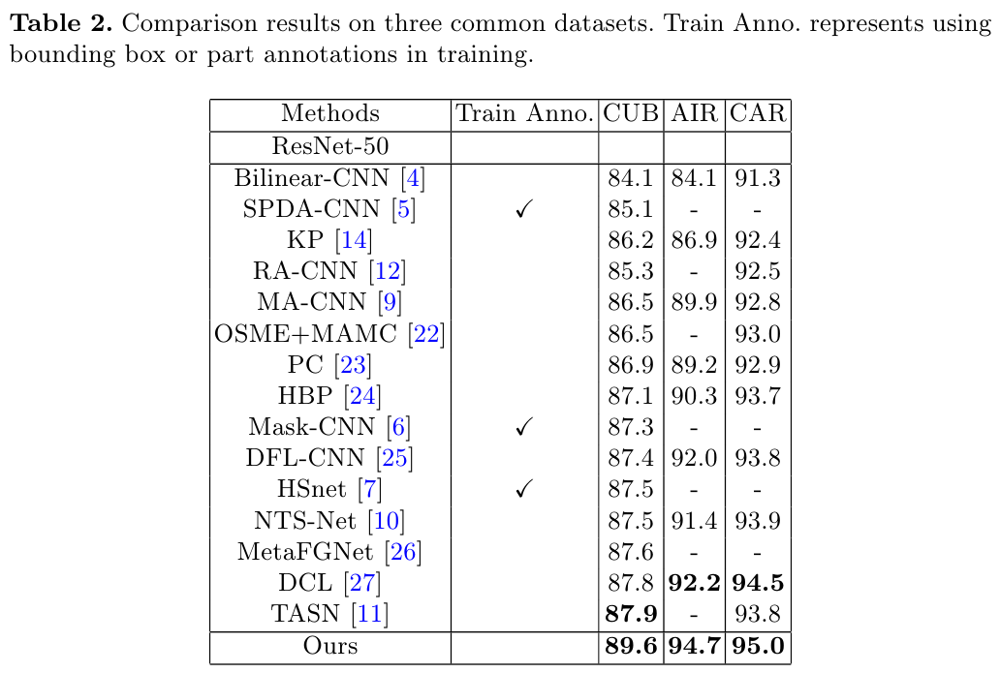 Table 2. Comparison results on three common datasets. Train Anno. represents using
bounding box or part annotations in training.
Methods Train Anno. CUB AIR CAR
ResNet-50
Bilinear-CNN [4] 84.1 84.1 91.3
SPDA-CNN [5] ✓ 85.1 - -
KP [14] 86.2 86.9 92.4
RA-CNN [12] 85.3 - 92.5
MA-CNN [9] 86.5 89.9 92.8
OSME+MAMC [22] 86.5 - 93.0
PC [23] 86.9 89.2 92.9
HBP [24] 87.1 90.3 93.7
Mask-CNN [6] ✓ 87.3 - -
DFL-CNN [25] 87.4 92.0 93.8
HSnet [7] ✓ 87.5 - -
NTS-Net [10] 87.5 91.4 93.9
MetaFGNet [26] 87.6 - -
DCL [27] 87.8 92.2 94.5
TASN [11] 87.9 - 93.8
Ours 89.6 94.7 95.0